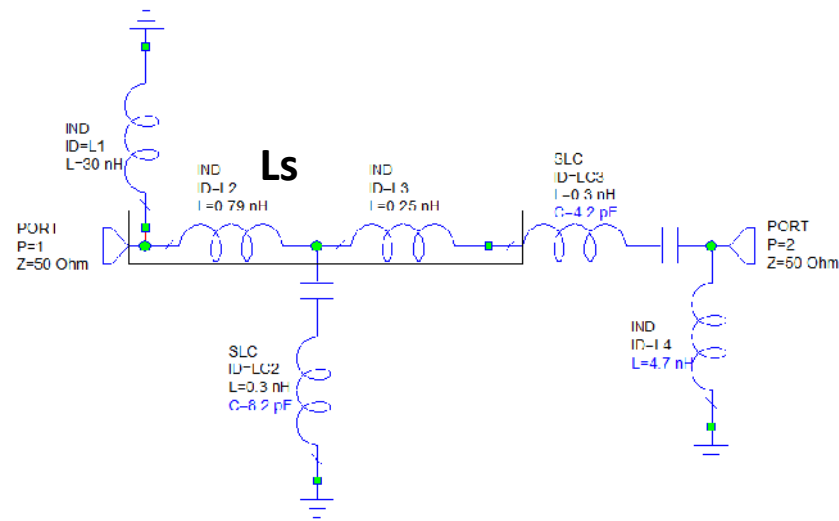 IND
ID=L1
L=30 nH
Ls
IND
ID=L2
L=0.79 nH
IND
ID=L3
L=0.25 nH
SLC
ID=LC3
L=0.3 nH
C=4.2 pF
PORT
P=1
Z=50 Ohm
PORT
P=2
Z=50 Ohm
IND
ID=L4
L=4.7 nH
SLC
ID=LC2
L=0.3 nH
C=8.2 pF